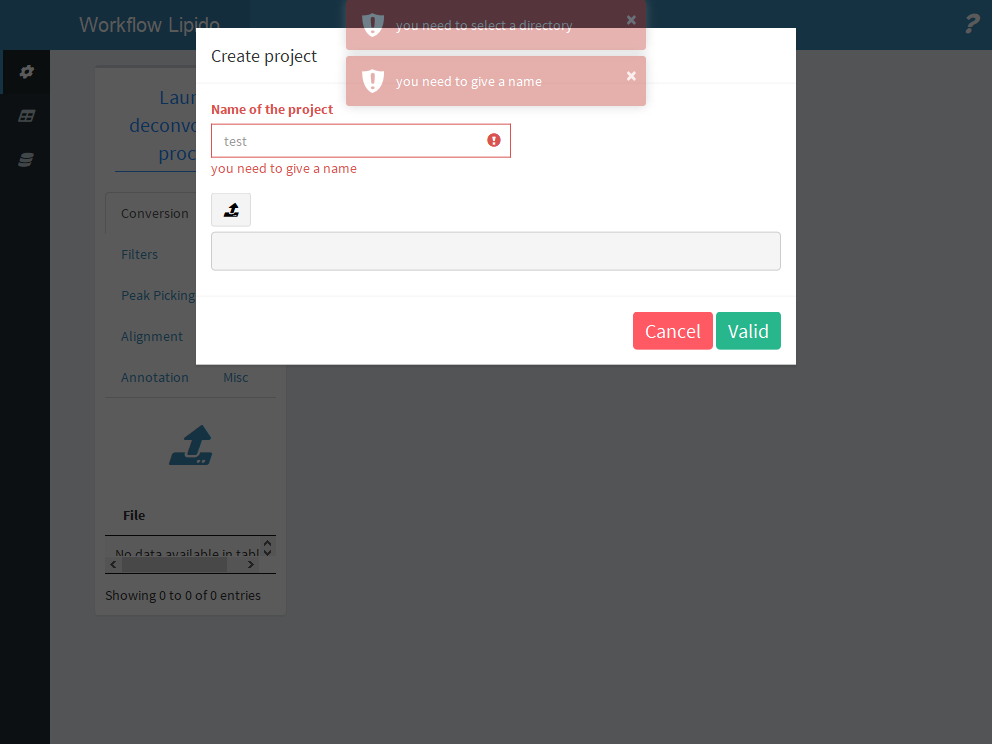 Workflow Lipido
?
you need to select a directory
×
Create project
you need to give a name
×
Name of the project
test
you need to give a name
Cancel
Valid
proc
Conversion
Filters
Peak Picking
Alignment
Annotation
Misc
File
No data available in tabl
Showing 0 to 0 of 0 entries